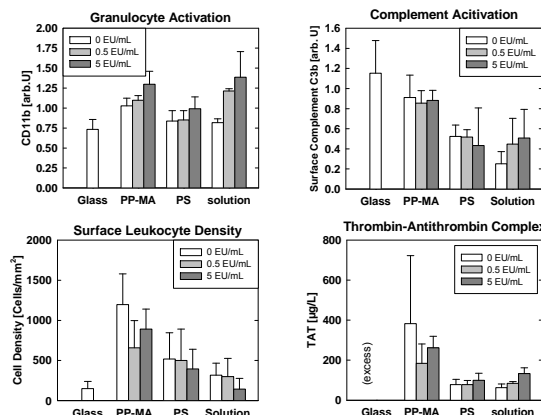 Granulocyte Activation
CD11b [arb.U]
2.00
1.75
1.50
1.25
1.00
0.75
0.50
0.25
0.00
0 EU/mL
0.5 EU/mL
5 EU/mL
Glass PP-MA PS solution
Complement Acitivation
Surface Complement C3b [arb. U]
1.6
1.4
1.2
1.0
0.8
0.6
0.4
0.2
0.0
0 EU/mL
0.5 EU/mL
5 EU/mL
Glass PP-MA PS Solution
Surface Leukocyte Density
Cell Density [Cells/mm²]
2000
1500
1000
500
0
0 EU/mL
0.5 EU/mL
5 EU/mL
Glass PP-MA PS Solution
Thrombin-Antithrombin Complex
TAT [µg/L]
800
600
400
200
0
(excess)
0 EU/mL
0.5 EU/mL
5 EU/mL
Glass PP-MA PS Solution